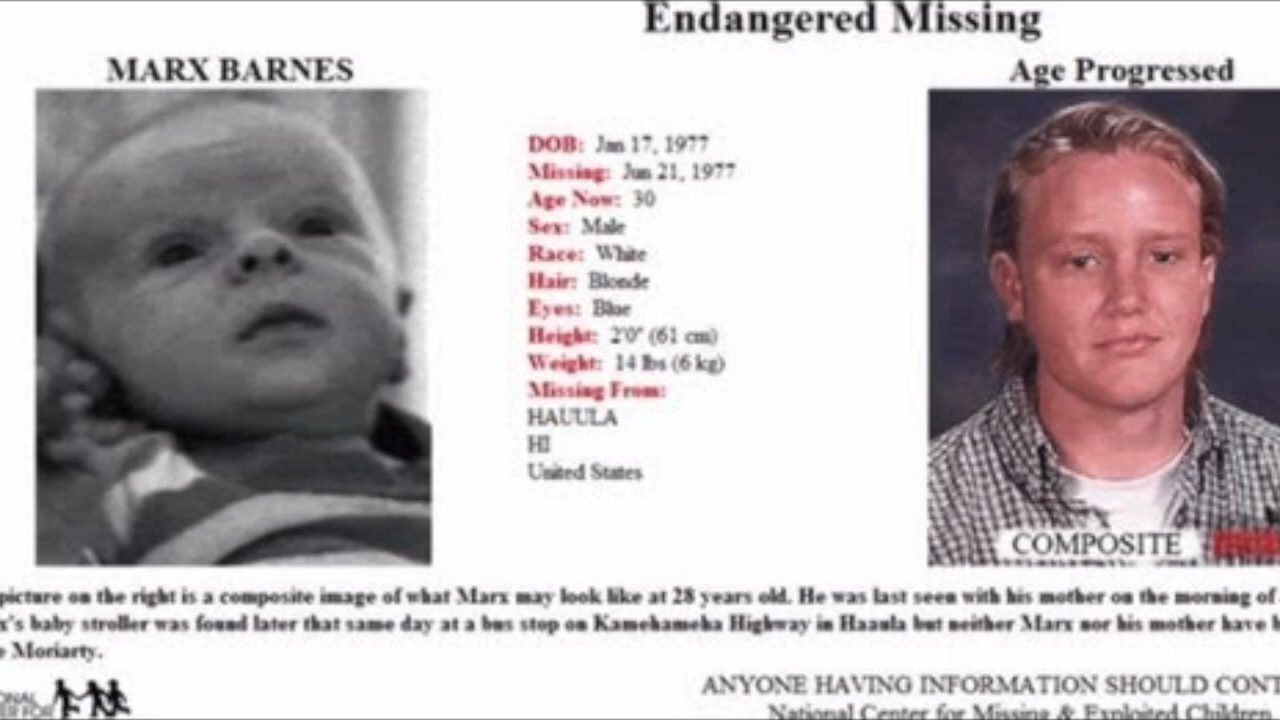 Endangered Missing
MARX BARNES
Age Progressed
DOB: Jan 17, 1977
Missing: Jun 21, 1977
Age Now: 30
Sex: Male
Race: White
Hair: Blonde
Eyes: Blue
Height: 2'0" (61 cm)
Weight: 14 lbs (6 kg)
Missing From:
HAUULA
HI
United States
COMPOSITE
picture on the right is a composite image of what Marx may look like at 28 years old. He was last seen with his mother on the morning of
x's baby stroller was found later that same day at a bus stop on Kamehameha Highway in Haaula but neither Marx nor his mother have b
e Moriarty.
ONAL
ER FOR
ANYONE HAVING INFORMATION SHOULD CONT
National Center for Missing & Exploited Children